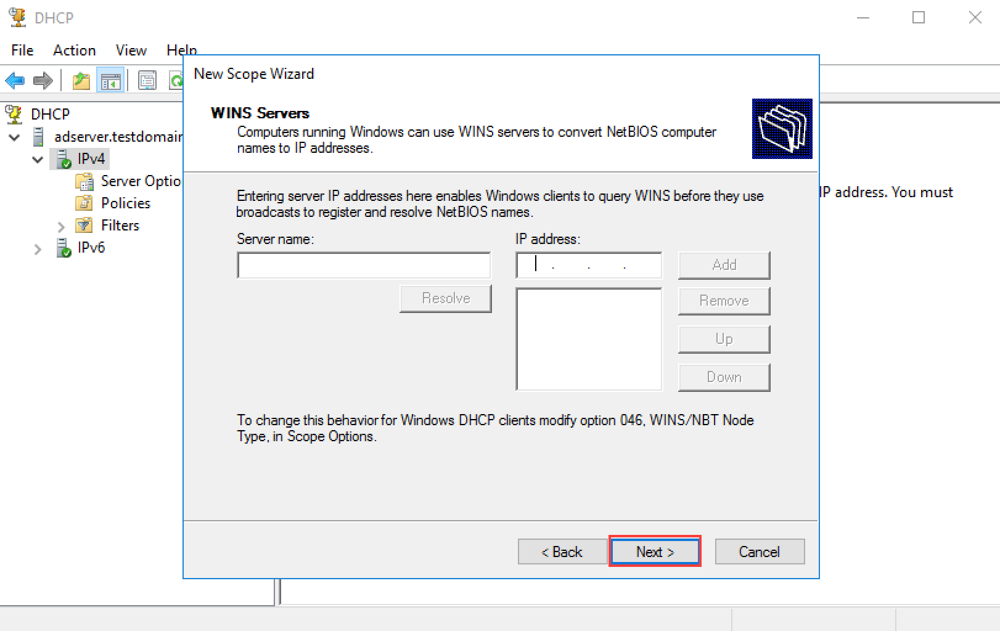 DHCP
File Action View Help
New Scope Wizard
WINS Servers
Computers running Windows can use WINS servers to convert NetBIOS computer
names to IP addresses.
DHCP
adserver.testdomain
IPv4
Server Optio
Policies
Filters
IPv6
IP address. You must
Entering server IP addresses here enables Windows clients to query WINS before they use
broadcasts to register and resolve NetBIOS names.
Server name:
IP address:
. . .
Add
Resolve
Remove
Up
Down
To change this behavior for Windows DHCP clients modify option 046, WINS/NBT Node
Type, in Scope Options.
< Back
Next >
Cancel